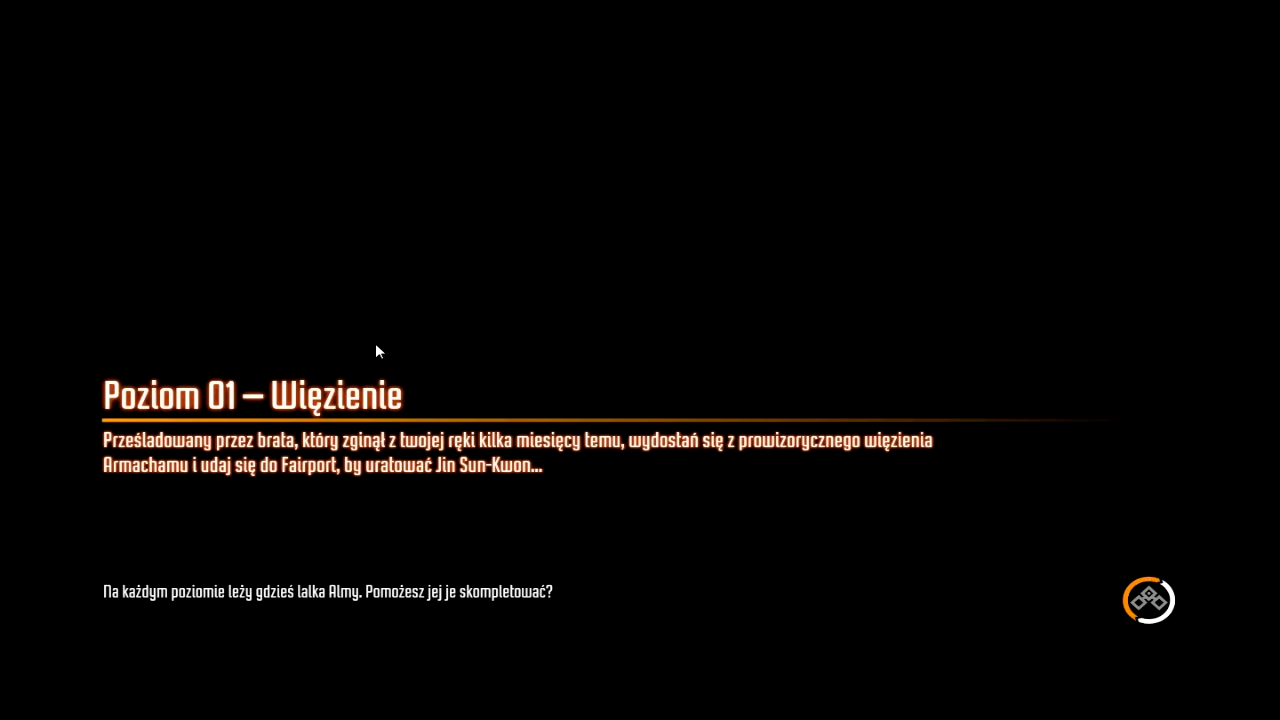 Poziom 01 – Więzienie
Prześladowany przez brata, który zginął z twojej ręki kilka miesięcy temu, wydostań się z prowizorycznego więzienia
Armachamu i udaj się do Fairport, by uratować Jin Sun-Kwon...
Na każdym poziomie leży gdzieś lalka Almy. Pomożesz jej je skompletować?